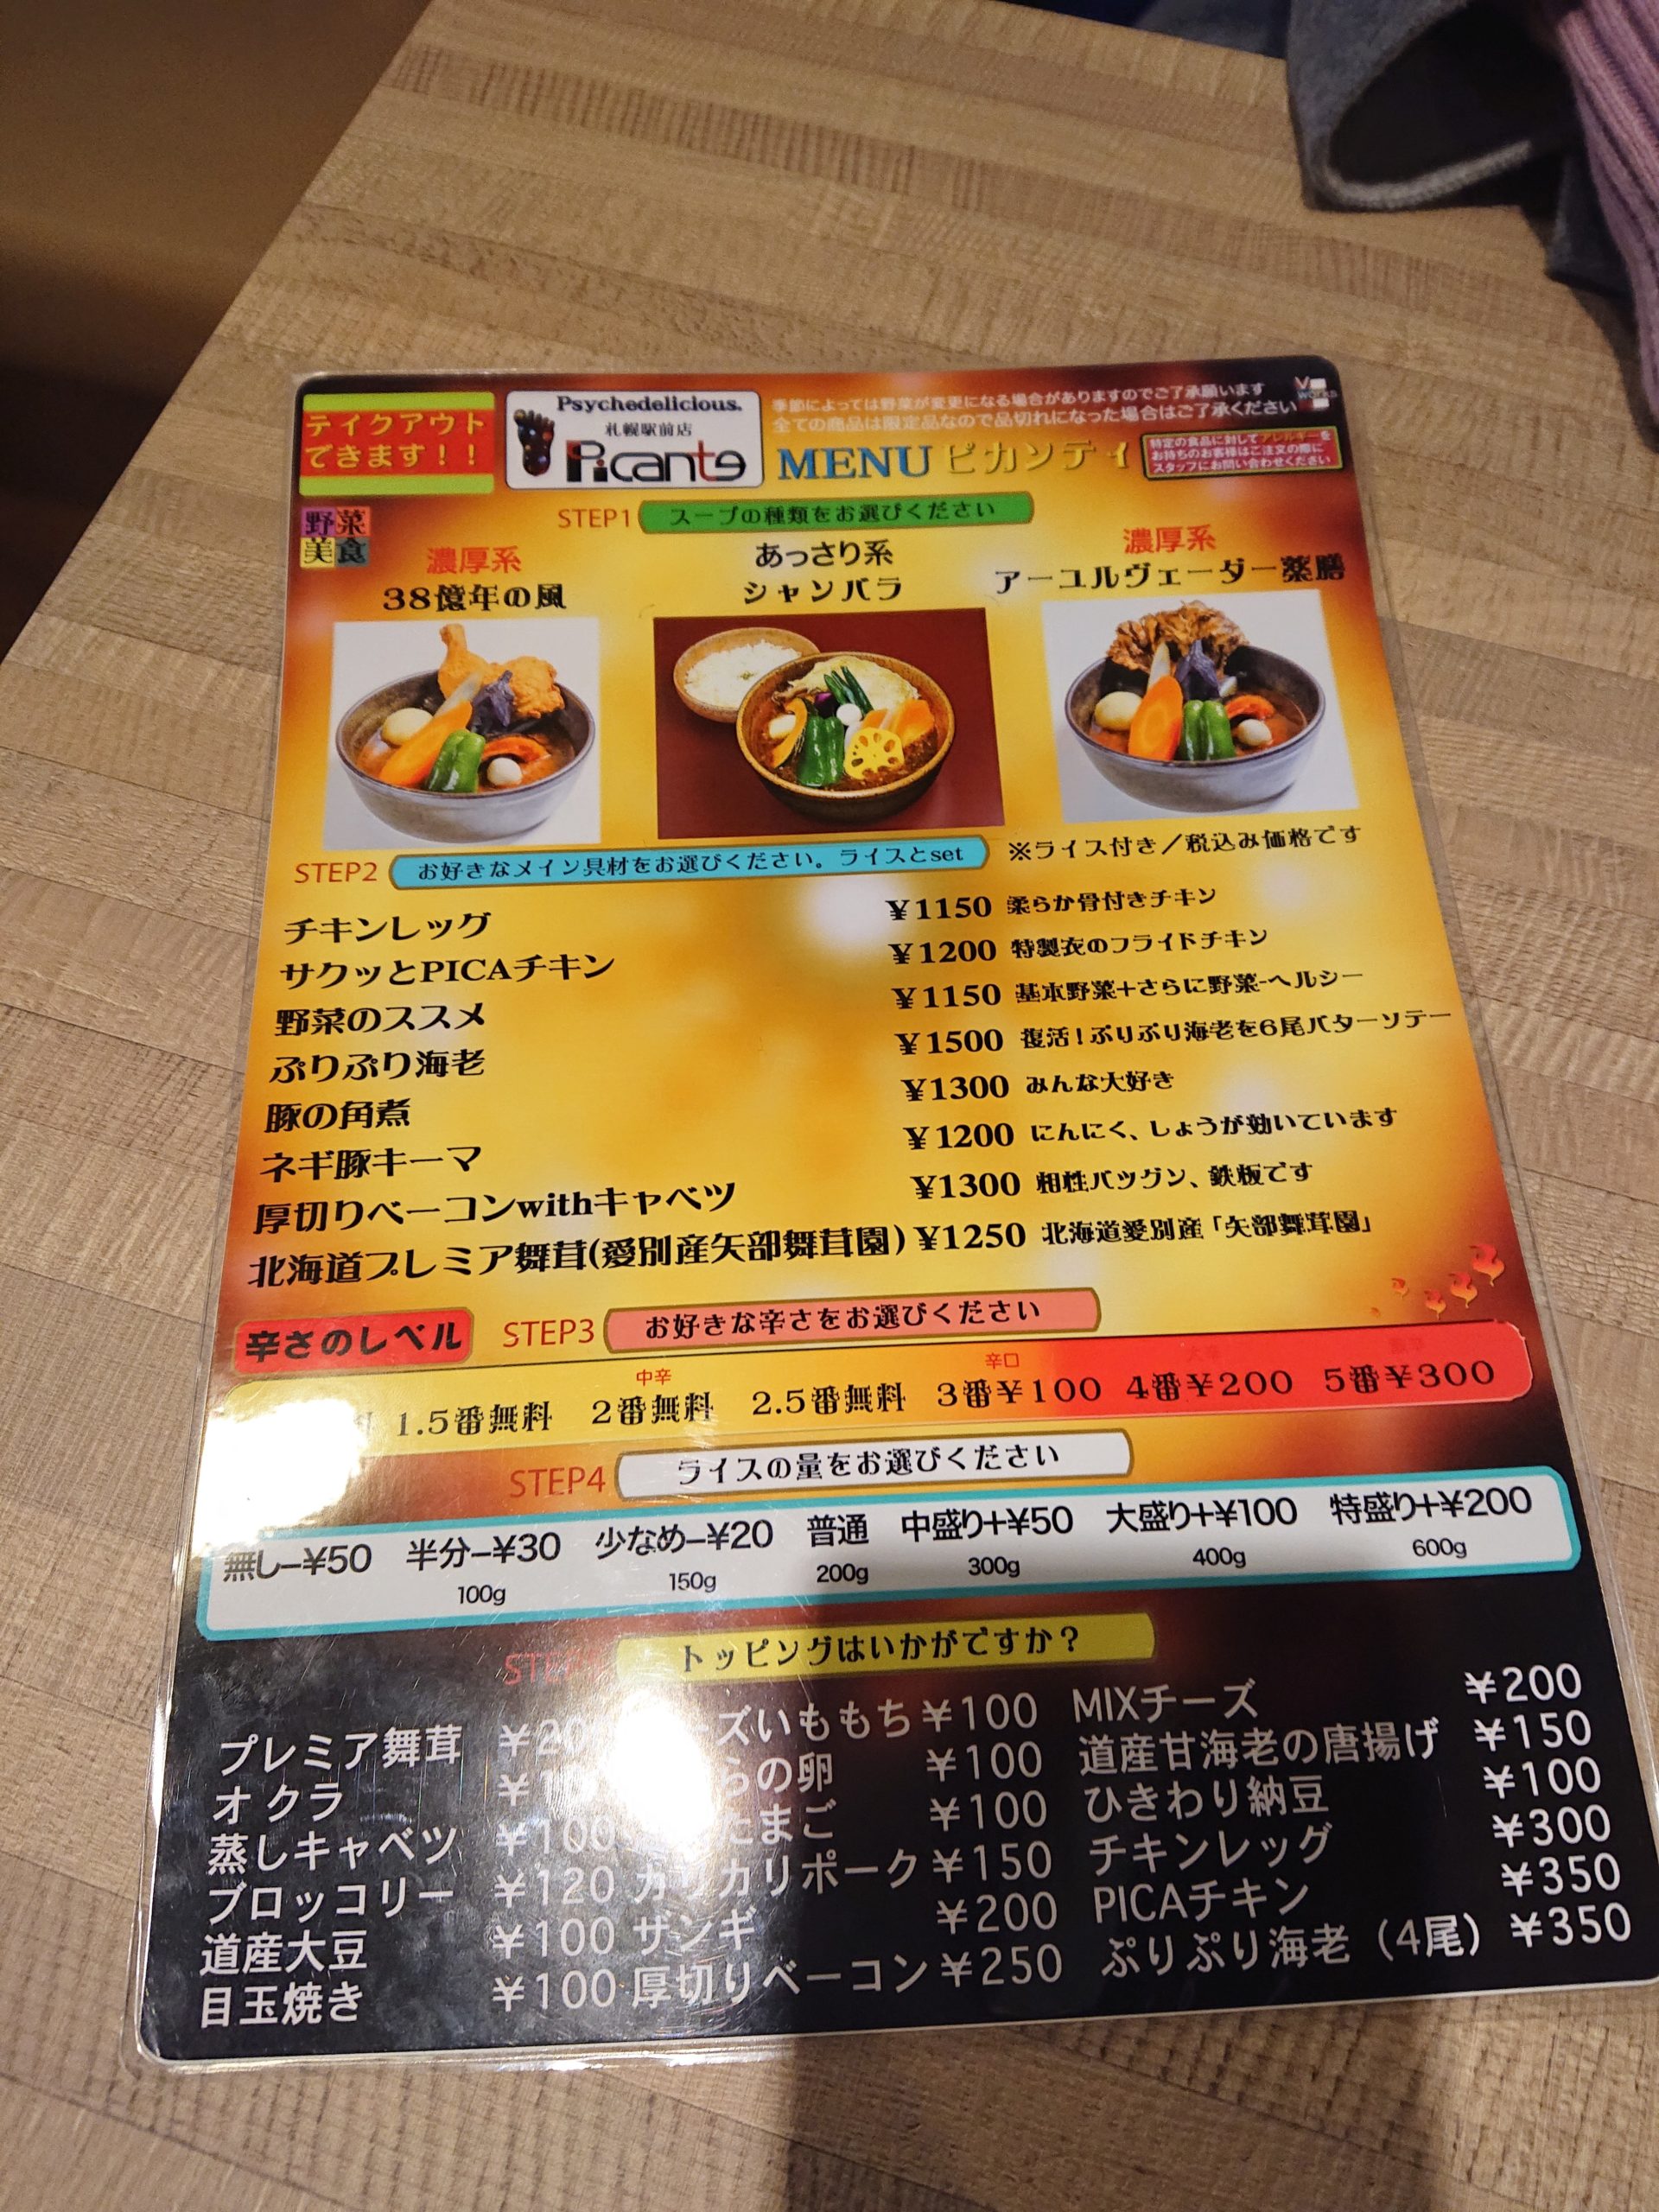 テイクアウト
できます！！
Psychedelicious.
札幌駅前店
Picante
季節によっては野菜が変更になる場合がありますのでご了承願います
全ての商品は限定品なので品切れになった場合はご了承ください
MENU ピカンティ
特定の食品に対してアレルギーを
お持ちのお客様はご注文の際に
スタッフにお問い合わせください
野菜
美食
STEP1 スープの種類をお選びください
濃厚系
38億年の風
あっさり系
シャンバラ
濃厚系
アーユルヴェーダー薬膳
STEP2 お好きなメイン具材をお選びください。ライスとset ※ライス付き／税込み価格です
チキンレッグ ¥1150 柔らか骨付きチキン
サクッとPICAチキン ¥1200 特製衣のフライドチキン
野菜のススメ ¥1150 基本野菜+さらに野菜-ヘルシー
ぷりぷり海老 ¥1500 復活！ぷりぷり海老を6尾バターソテー
豚の角煮 ¥1300 みんな大好き
ネギ豚キーマ ¥1200 にんにく、しょうが効いています
厚切りベーコンwithキャベツ ¥1300 相性バツグン、鉄板です
北海道プレミア舞茸(愛別産矢部舞茸園) ¥1250 北海道愛別産「矢部舞茸園」
辛さのレベル STEP3 お好きな辛さをお選びください
中辛 辛口
1.5番無料 2番無料 2.5番無料 3番¥100 4番¥200 5番¥300
STEP4 ライスの量をお選びください
無し−¥50 半分−¥30 少なめ−¥20 普通 中盛り+¥50 大盛り+¥100 特盛り+¥200
100g 150g 200g 300g 400g 600g
トッピングはいかがですか？
プレミア舞茸 ズいももち ¥100 MIXチーズ ¥200
オクラ らの卵 ¥100 道産甘海老の唐揚げ ¥150
蒸しキャベツ ¥100 たまご ¥100 ひきわり納豆 ¥100
ブロッコリー ¥120 カリカリポーク ¥150 チキンレッグ ¥300
道産大豆 ¥100 ザンギ ¥200 PICAチキン ¥350
目玉焼き ¥100 厚切りベーコン ¥250 ぷりぷり海老（4尾） ¥350